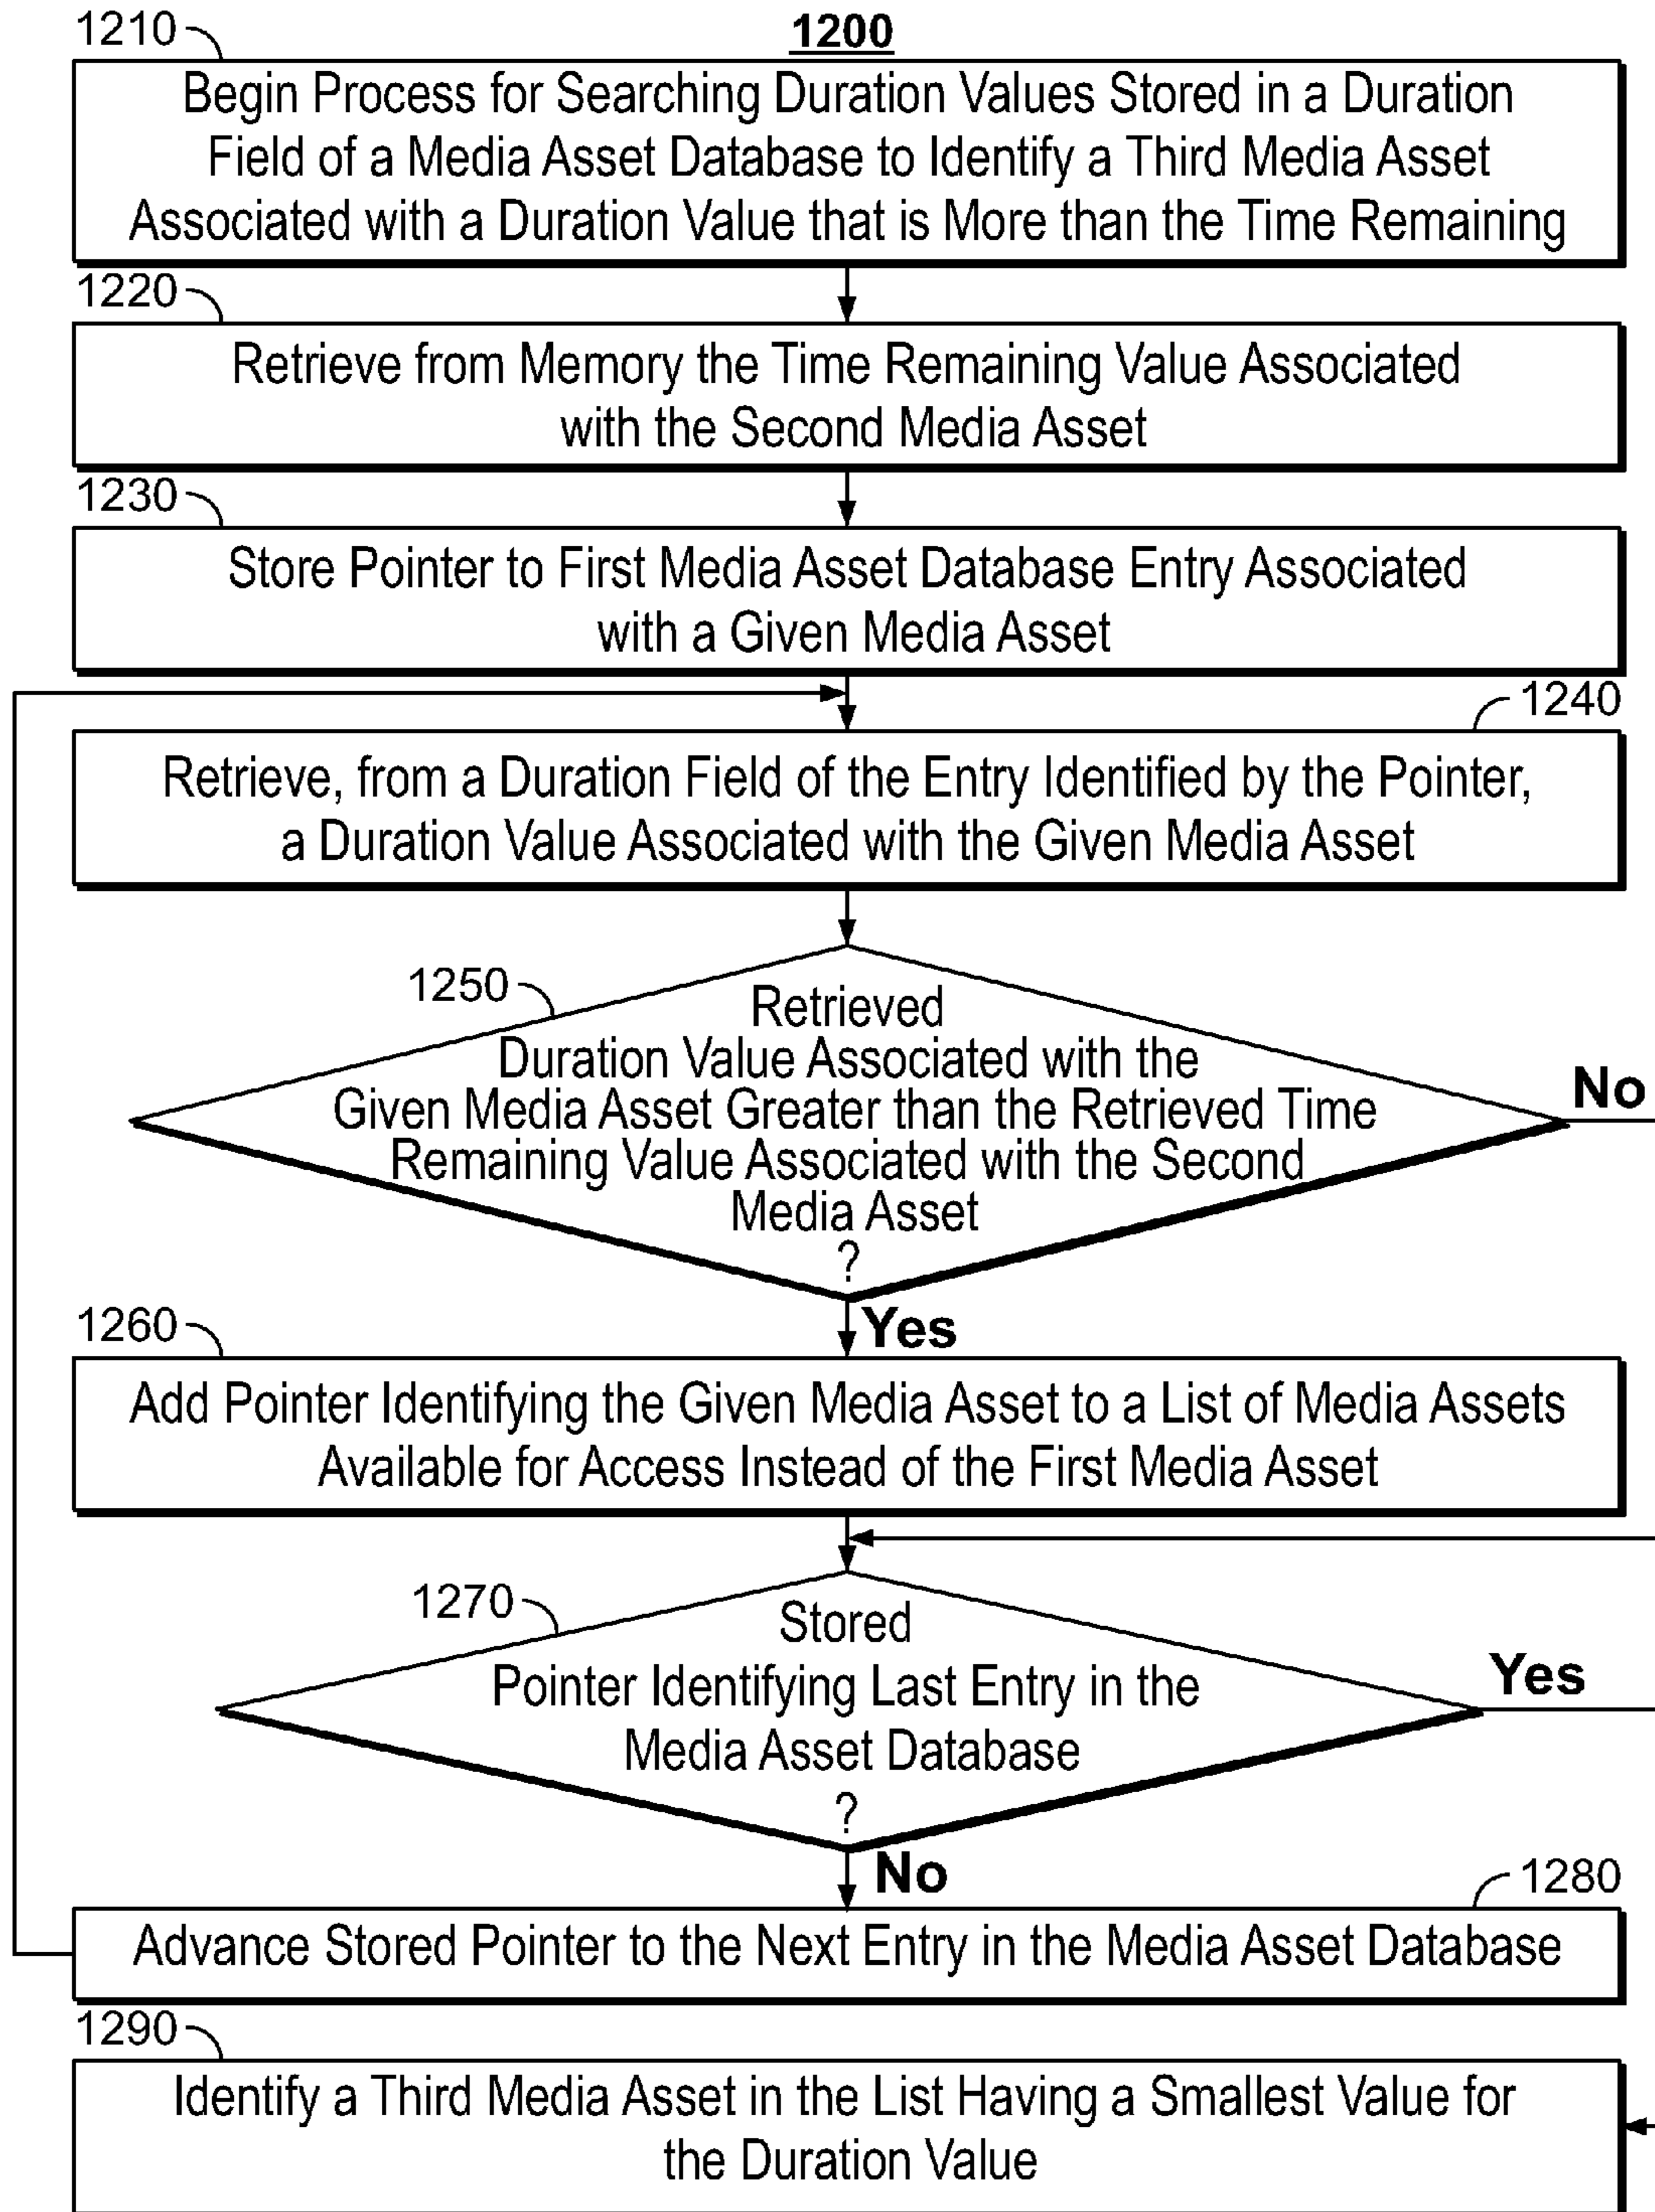 1200
1210
Begin Process for Searching Duration Values Stored in a Duration
Field of a Media Asset Database to Identify a Third Media Asset
Associated with a Duration Value that is More than the Time Remaining
1220
Retrieve from Memory the Time Remaining Value Associated
with the Second Media Asset
1230
Store Pointer to First Media Asset Database Entry Associated
with a Given Media Asset
1240
Retrieve, from a Duration Field of the Entry Identified by the Pointer,
a Duration Value Associated with the Given Media Asset
1250
Retrieved
Duration Value Associated with the
Given Media Asset Greater than the Retrieved Time
Remaining Value Associated with the Second
Media Asset
?
No
Yes
1260
Add Pointer Identifying the Given Media Asset to a List of Media Assets
Available for Access Instead of the First Media Asset
1270
Stored
Pointer Identifying Last Entry in the
Media Asset Database
?
Yes
No
1280
Advance Stored Pointer to the Next Entry in the Media Asset Database
1290
Identify a Third Media Asset in the List Having a Smallest Value for
the Duration Value